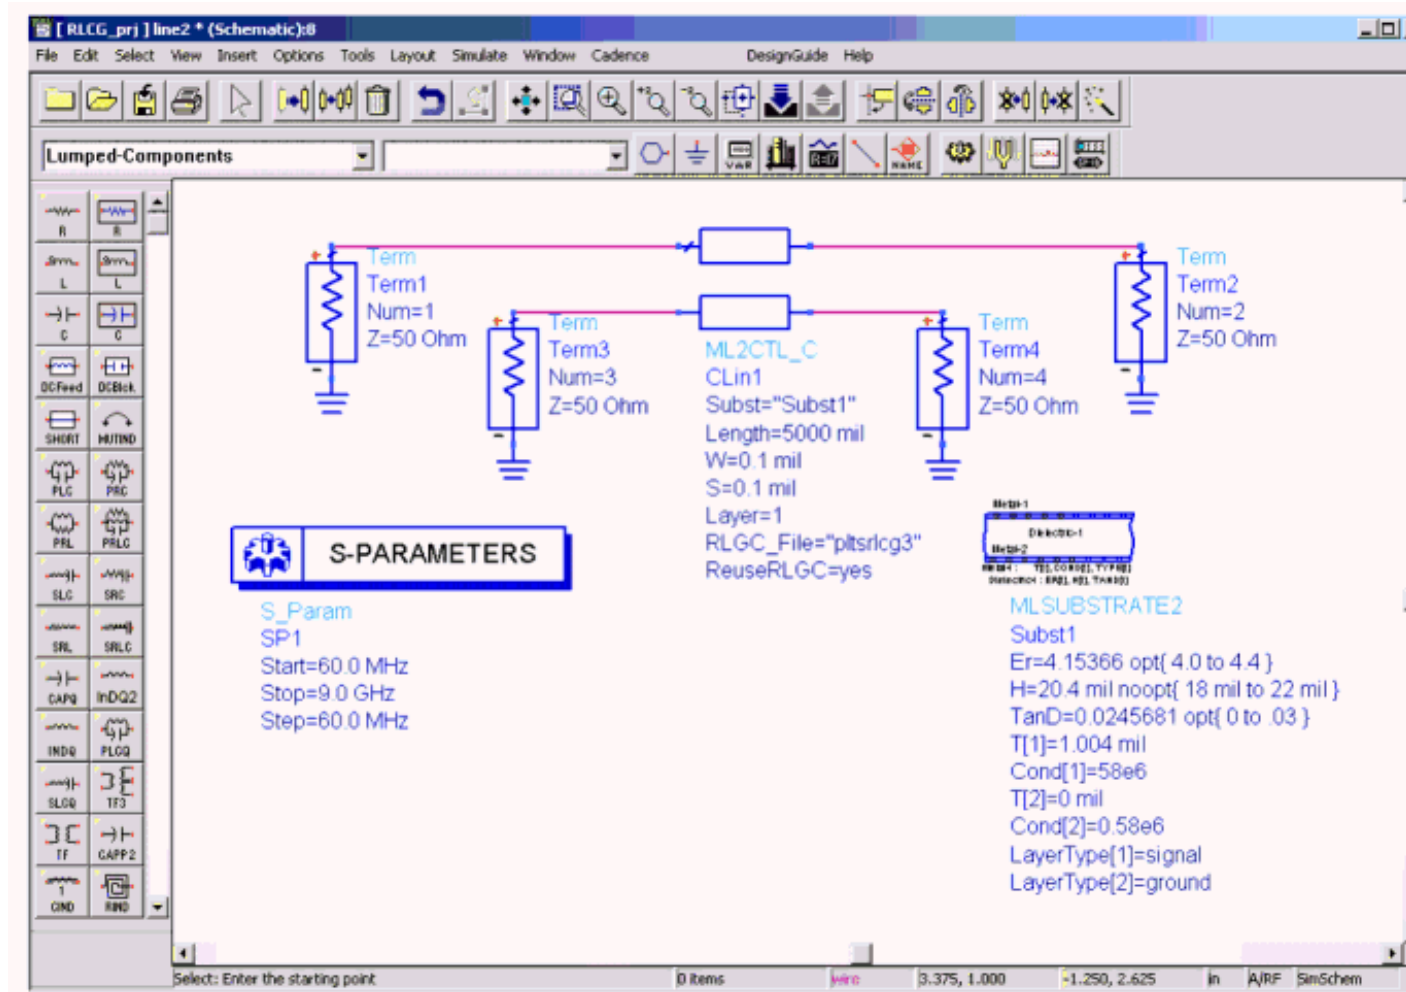 [ RLCG_prj ] line2 * (Schematic):8
File Edit Select View Insert Options Tools Layout Simulate Window Cadence DesignGuide Help
Lumped-Components
VAR
NAME
R R
L L
C C
DCFeed DCBlck
SHORT MUTIND
PLC PRC
PRL PRLC
SLC SRC
SRL SRLC
CAPQ InDQ2
INDQ PLCQ
SLCQ TF3
TF CAPP2
CIND RIND
Term
Term1
Num=1
Z=50 Ohm
Term
Term3
Num=3
Z=50 Ohm
ML2CTL_C
CLin1
Subst="Subst1"
Length=5000 mil
W=0.1 mil
S=0.1 mil
Layer=1
RLGC_File="pltsrlcg3"
ReuseRLGC=yes
Term
Term4
Num=4
Z=50 Ohm
Term
Term2
Num=2
Z=50 Ohm
S-PARAMETERS
S_Param
SP1
Start=60.0 MHz
Stop=9.0 GHz
Step=60.0 MHz
Metal-1
Dielectric-1
Metal-2
MLSUBSTRATE2
Subst1
Er=4.15366 opt{ 4.0 to 4.4 }
H=20.4 mil noopt{ 18 mil to 22 mil }
TanD=0.0245681 opt{ 0 to .03 }
T[1]=1.004 mil
Cond[1]=58e6
T[2]=0 mil
Cond[2]=0.58e6
LayerType[1]=signal
LayerType[2]=ground
Select: Enter the starting point 0 items wire 3.375, 1.000 -1.250, 2.625 in A/RF SimSchem